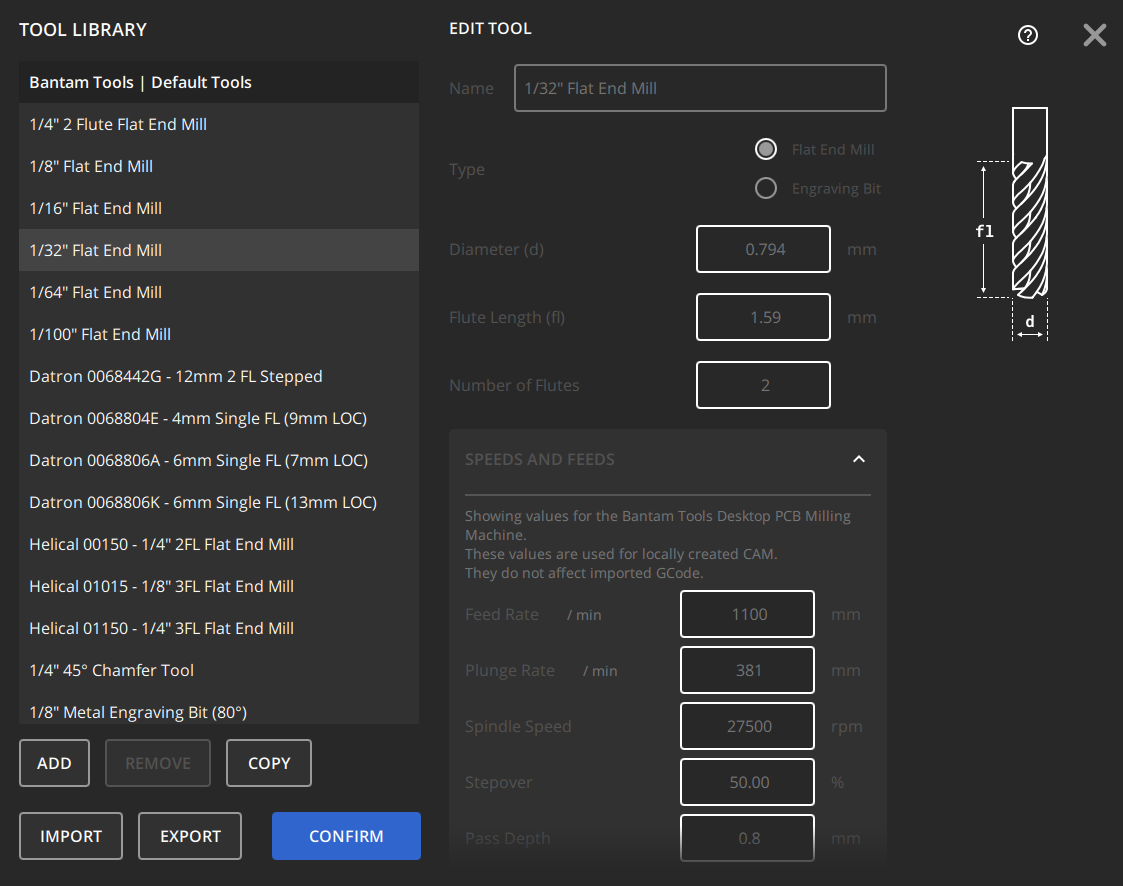 TOOL LIBRARY
Bantam Tools | Default Tools
1/4" 2 Flute Flat End Mill
1/8" Flat End Mill
1/16" Flat End Mill
1/32" Flat End Mill
1/64" Flat End Mill
1/100" Flat End Mill
Datron 0068442G - 12mm 2 FL Stepped
Datron 0068804E - 4mm Single FL (9mm LOC)
Datron 0068806A - 6mm Single FL (7mm LOC)
Datron 0068806K - 6mm Single FL (13mm LOC)
Helical 00150 - 1/4" 2FL Flat End Mill
Helical 01015 - 1/8" 3FL Flat End Mill
Helical 01150 - 1/4" 3FL Flat End Mill
1/4" 45° Chamfer Tool
1/8" Metal Engraving Bit (80°)
ADD REMOVE COPY
IMPORT EXPORT CONFIRM
EDIT TOOL
Name 1/32" Flat End Mill
Type
Flat End Mill
Engraving Bit
Diameter (d) 0.794 mm
Flute Length (fl) 1.59 mm
Number of Flutes 2
SPEEDS AND FEEDS
Showing values for the Bantam Tools Desktop PCB Milling
Machine.
These values are used for locally created CAM.
They do not affect imported GCode.
Feed Rate / min 1100 mm
Plunge Rate / min 381 mm
Spindle Speed 27500 rpm
Stepover 50.00 %
Pass Depth 0.8 mm
?
fl
d